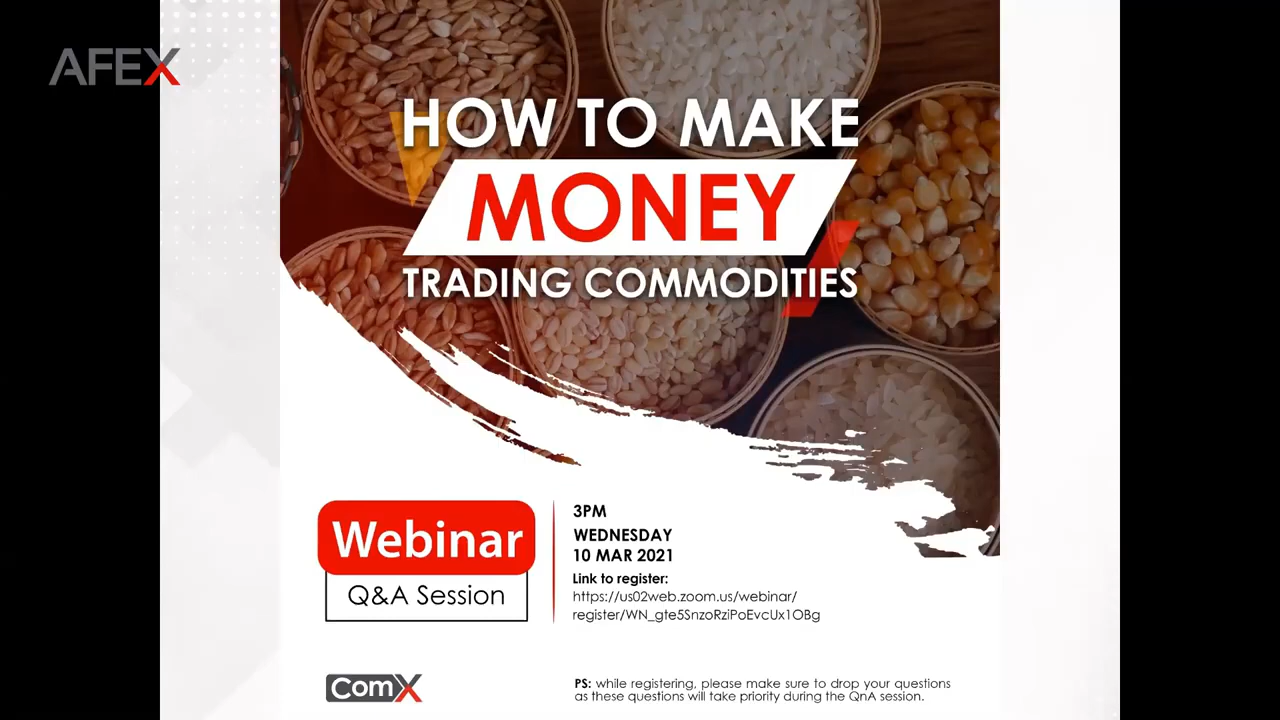 AFEX
HOW TO MAKE
MONEY
TRADING COMMODITIES
Webinar
Q&A Session
3PM
WEDNESDAY
10 MAR 2021
Link to register:
https://us02web.zoom.us/webinar/
register/WN_gte5SnzoRziPoEvcUx1OBg
ComX
PS: while registering, please make sure to drop your questions
as these questions will take priority during the QnA session.